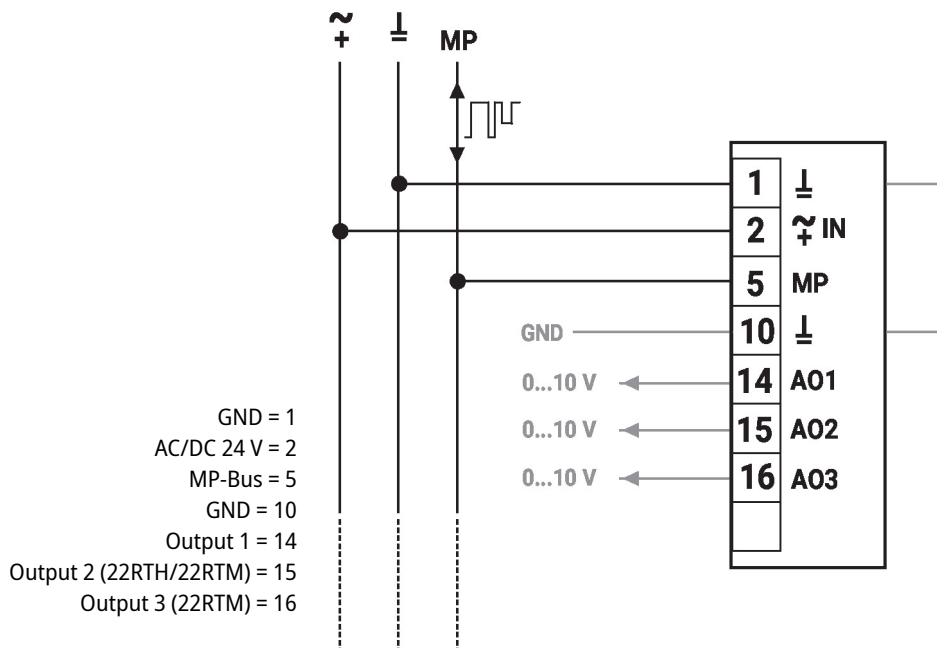 ~
+
⊥
MP
1 ⊥
2 ~
+ IN
5 MP
GND 10 ⊥
0...10 V 14 AO1
0...10 V 15 AO2
0...10 V 16 AO3
GND = 1
AC/DC 24 V = 2
MP-Bus = 5
GND = 10
Output 1 = 14
Output 2 (22RTH/22RTM) = 15
Output 3 (22RTM) = 16